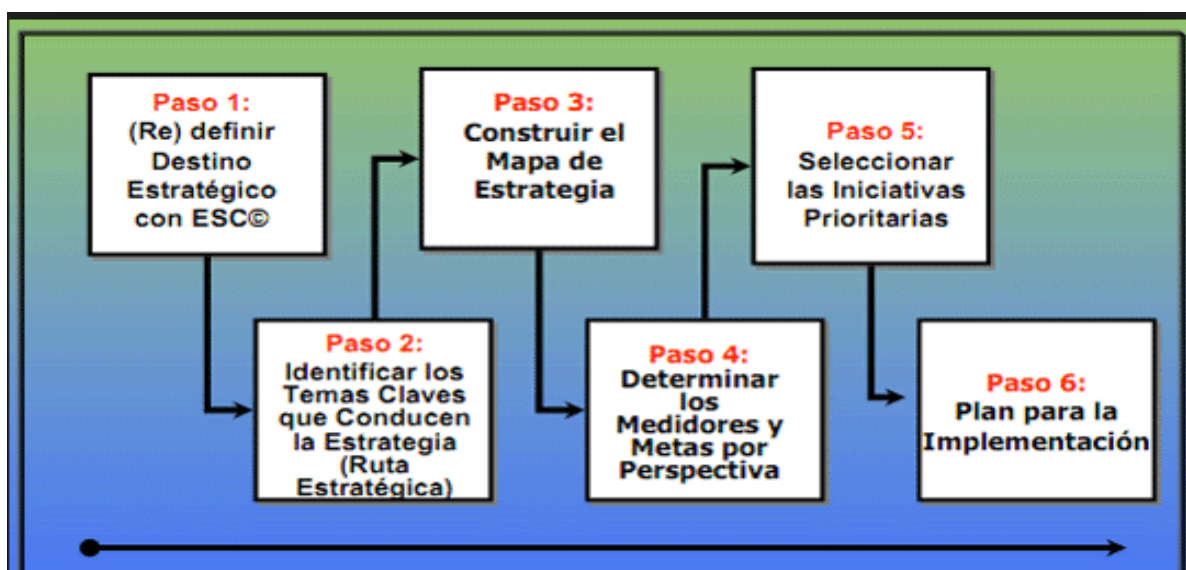 Paso 1:
(Re) definir
Destino
Estratégico
con ESC©
Paso 2:
Identificar los
Temas Claves
que Conducen
la Estrategia
(Ruta
Estratégica)
Paso 3:
Construir el
Mapa de
Estrategia
Paso 4:
Determinar
los
Medidores y
Metas por
Perspectiva
Paso 5:
Seleccionar
las Iniciativas
Prioritarias
Paso 6:
Plan para la
Implementación